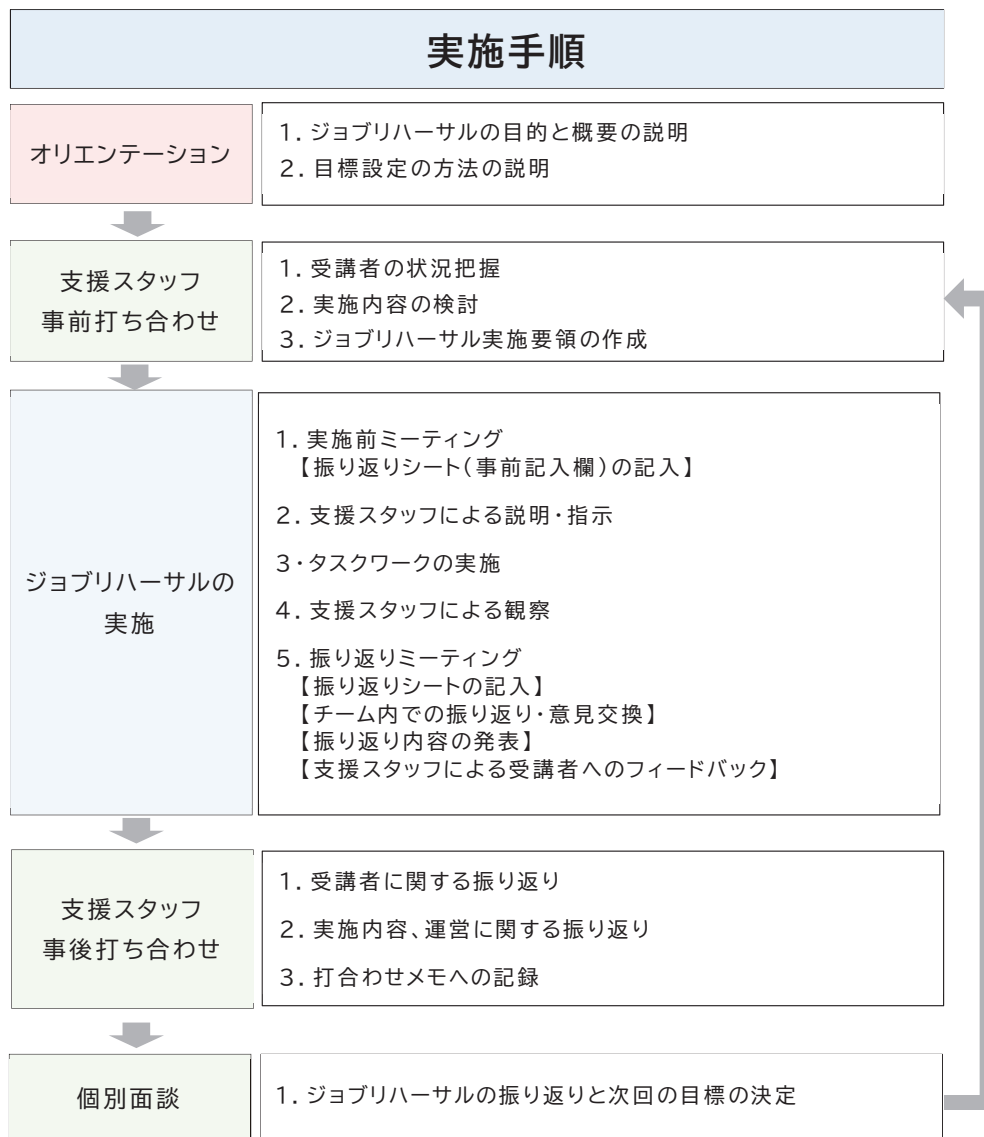 実施手順
オリエンテーション
1. ジョブリハーサルの目的と概要の説明
2. 目標設定の方法の説明
支援スタッフ
事前打ち合わせ
1. 受講者の状況把握
2. 実施内容の検討
3. ジョブリハーサル実施要領の作成
ジョブリハーサルの
実施
1. 実施前ミーティング
【振り返りシート(事前記入欄)の記入】
2. 支援スタッフによる説明・指示
3・タスクワークの実施
4. 支援スタッフによる観察
5. 振り返りミーティング
【振り返りシートの記入】
【チーム内での振り返り・意見交換】
【振り返り内容の発表】
【支援スタッフによる受講者へのフィードバック】
支援スタッフ
事後打ち合わせ
1. 受講者に関する振り返り
2. 実施内容、運営に関する振り返り
3. 打合わせメモへの記録
個別面談
1. ジョブリハーサルの振り返りと次回の目標の決定